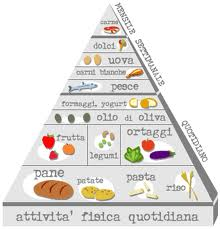 carne
MENSILE
dolci
SETTIMANALE
uova
carni bianche
pesce
formaggi, yogurt
QUOTIDIANO
olio di oliva
frutta
legumi
ortaggi
pane
patate
pasta
riso
attivita' fisica quotidiana